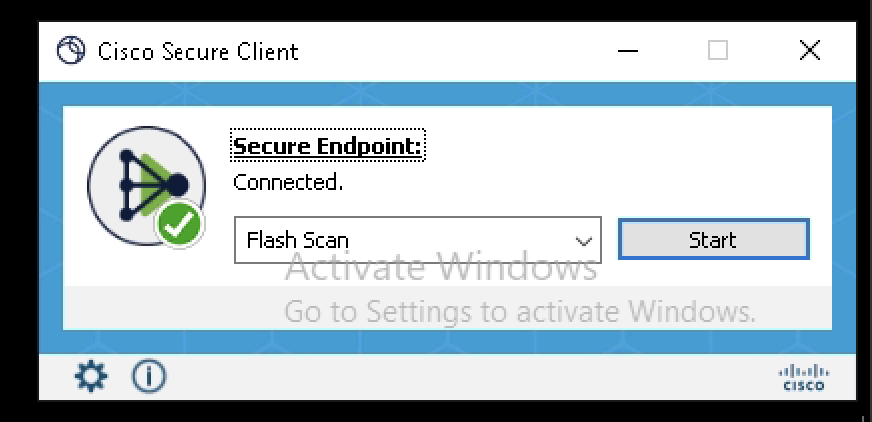 Cisco Secure Client
Secure Endpoint:
Connected.
Flash Scan
Start
Activate Windows
Go to Settings to activate Windows.
CISCO